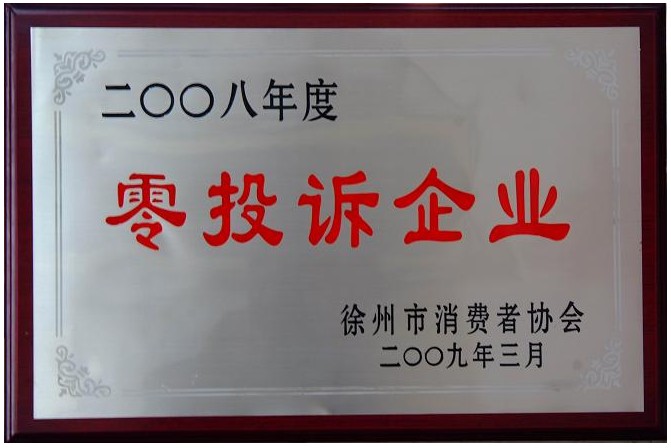 二〇〇八年度
零投诉企业
徐州市消费者协会
二〇〇九年三月